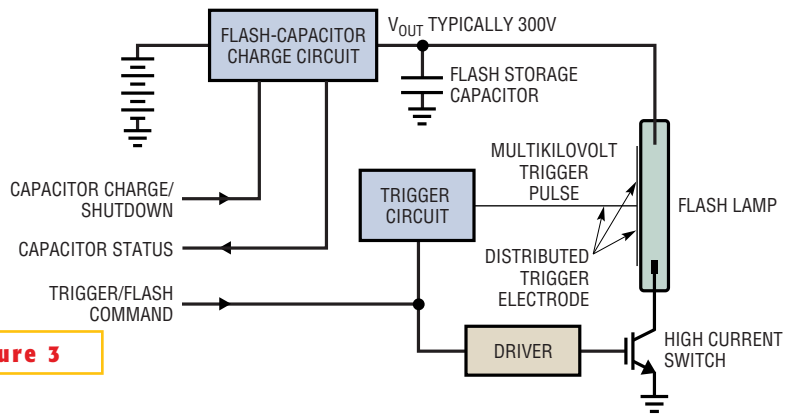 FLASH-CAPACITOR
CHARGE CIRCUIT
VOUT TYPICALLY 300V
FLASH STORAGE
CAPACITOR
MULTIKILOVOLT
TRIGGER
PULSE
CAPACITOR CHARGE/
SHUTDOWN
TRIGGER
CIRCUIT
FLASH LAMP
CAPACITOR STATUS
DISTRIBUTED
TRIGGER
ELECTRODE
TRIGGER/FLASH
COMMAND
ure 3
DRIVER
HIGH CURRENT
SWITCH